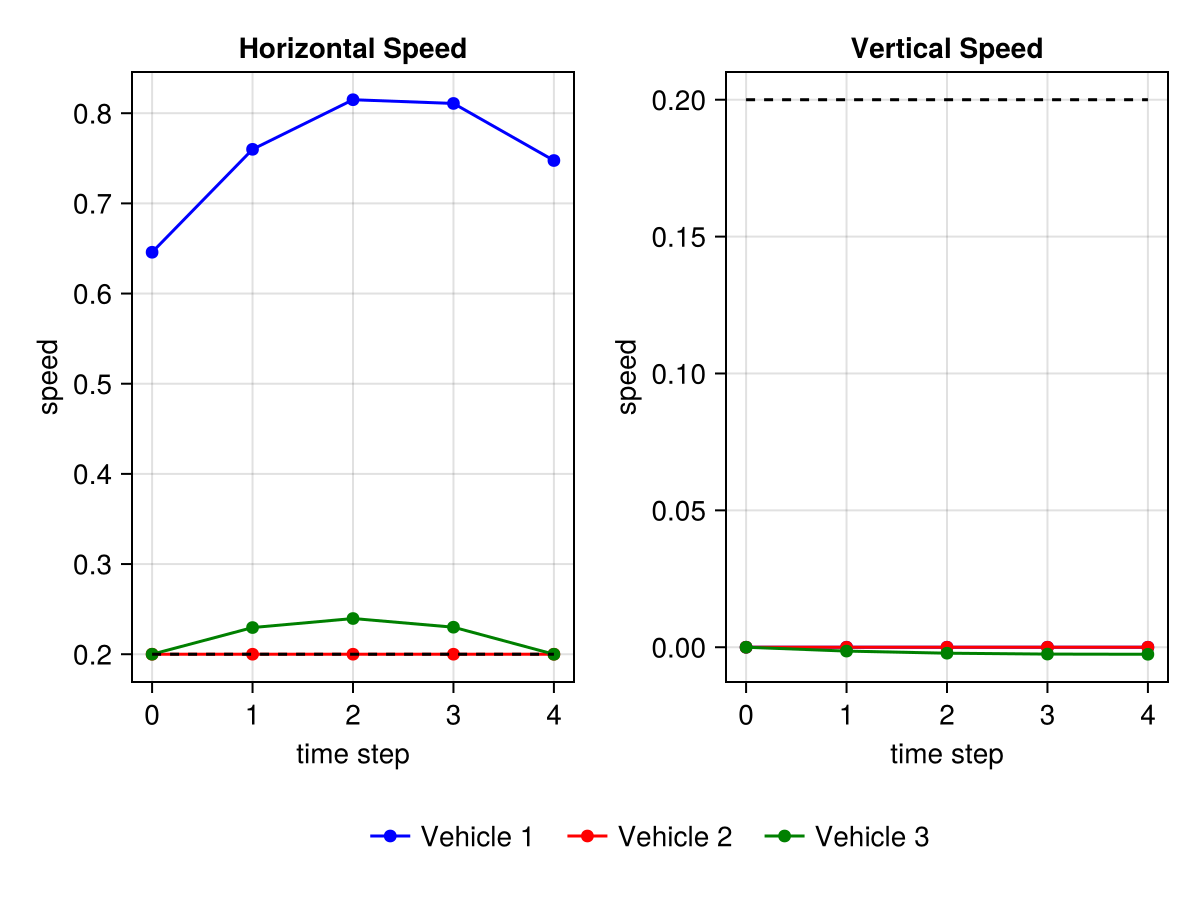 Horizontal Speed
0.8
0.7
0.6
0.5
0.4
0.3
0.2
speed
0 1 2 3 4
time step
Vertical Speed
0.20
0.15
0.10
0.05
0.00
speed
0 1 2 3 4
time step
Vehicle 1 Vehicle 2 Vehicle 3